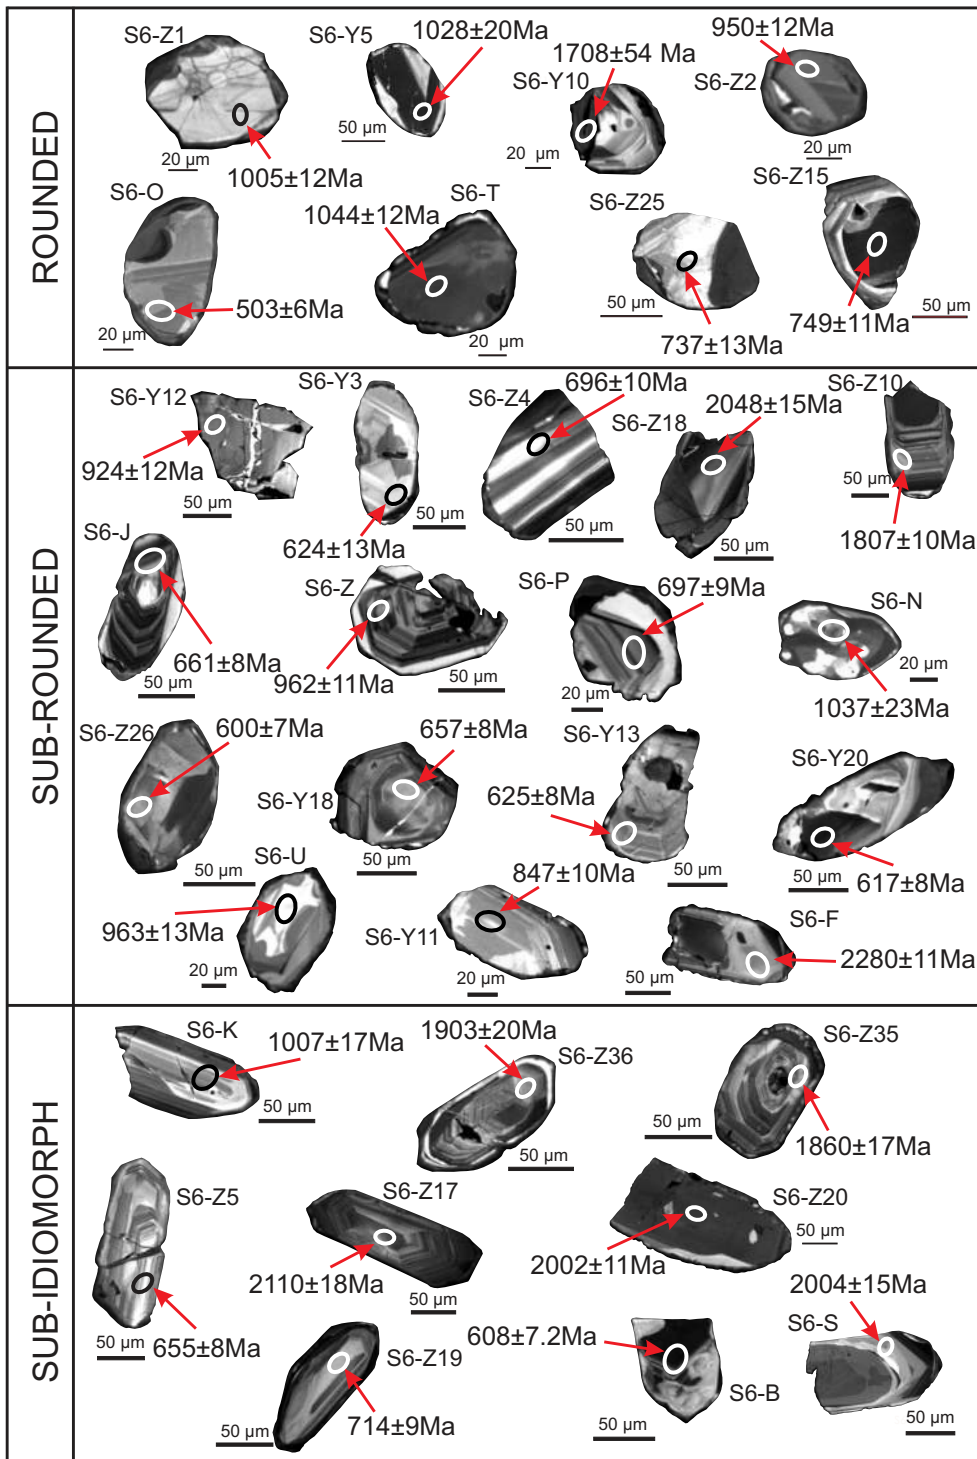 ROUNDED
S6-Z1
S6-Y5
1028±20Ma
1708±54 Ma
S6-Y10
950±12Ma
S6-Z2
50 µm
20 µm
20 µm
20 µm
1005±12Ma
S6-O
1044±12Ma
S6-T
S6-Z25
S6-Z15
503±6Ma
20 µm
20 µm
50 µm
737±13Ma
749±11Ma
50 µm
SUB-ROUNDED
S6-Y12
S6-Y3
S6-Z4
696±10Ma
S6-Z18
2048±15Ma
S6-Z10
924±12Ma
50 µm
50 µm
50 µm
50 µm
50 µm
624±13Ma
1807±10Ma
S6-J
S6-Z
S6-P
697±9Ma
S6-N
661±8Ma
50 µm
962±11Ma
50 µm
20 µm
20 µm
1037±23Ma
S6-Z26
600±7Ma
657±8Ma
S6-Y18
S6-Y13
625±8Ma
S6-Y20
50 µm
50 µm
50 µm
50 µm
617±8Ma
S6-U
963±13Ma
20 µm
847±10Ma
S6-Y11
20 µm
S6-F
2280±11Ma
50 µm
SUB-IDIOMORPH
S6-K
1007±17Ma
50 µm
1903±20Ma
S6-Z36
50 µm
S6-Z35
50 µm
1860±17Ma
S6-Z5
50 µm
655±8Ma
S6-Z17
2110±18Ma
50 µm
S6-Z20
50 µm
2002±11Ma
S6-Z19
50 µm
714±9Ma
608±7.2Ma
S6-B
50 µm
2004±15Ma
S6-S
50 µm